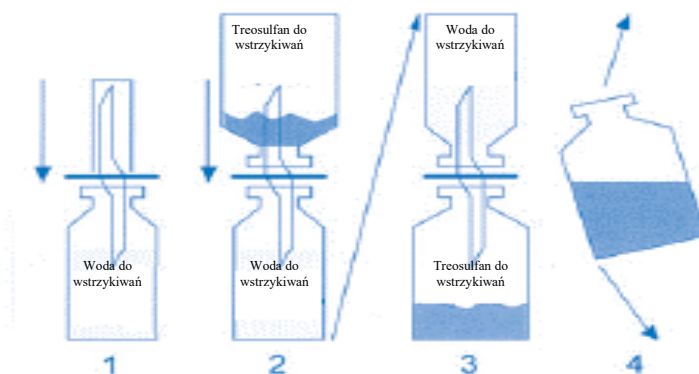 Treosulfan do
wstrzykiwań
Woda do
wstrzykiwań
Woda do
wstrzykiwań
Woda do
wstrzykiwań
Treosulfan do
wstrzykiwań
1
2
3
4